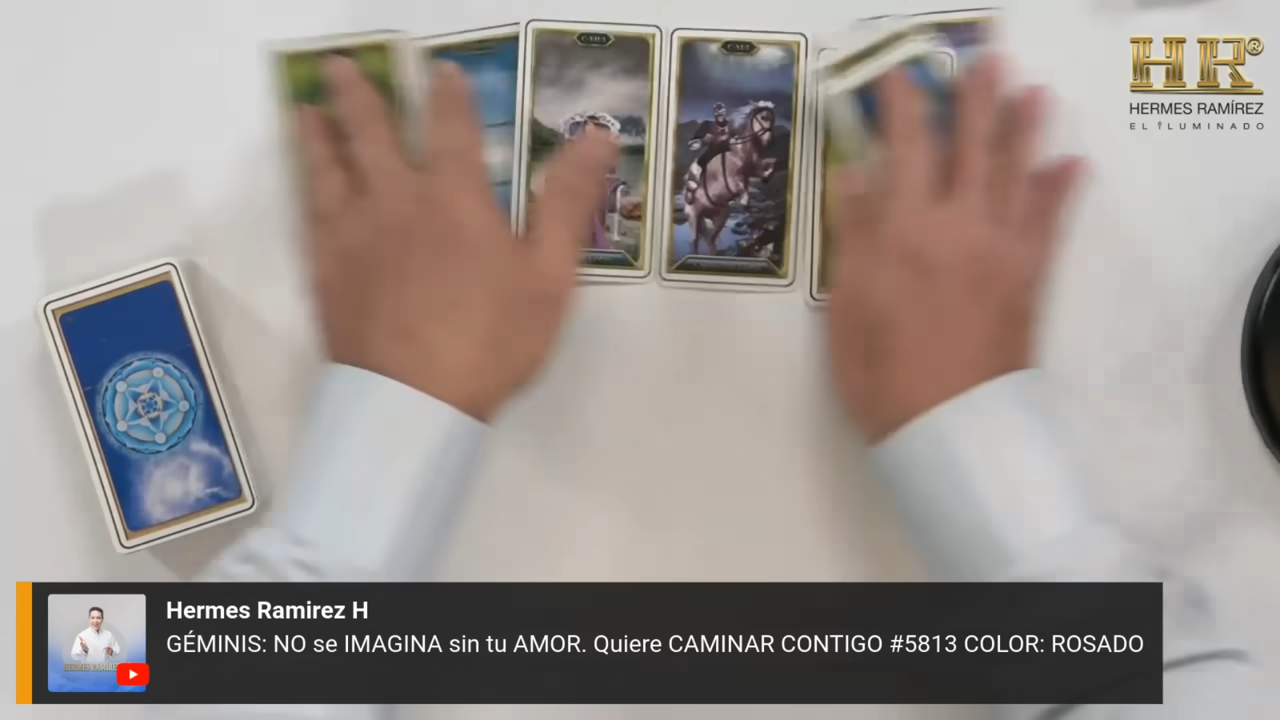 HR®
HERMES RAMÍREZ
EL ILUMINADO
Hermes Ramirez H
GÉMINIS: NO se IMAGINA sin tu AMOR. Quiere CAMINAR CONTIGO #5813 COLOR: ROSADO